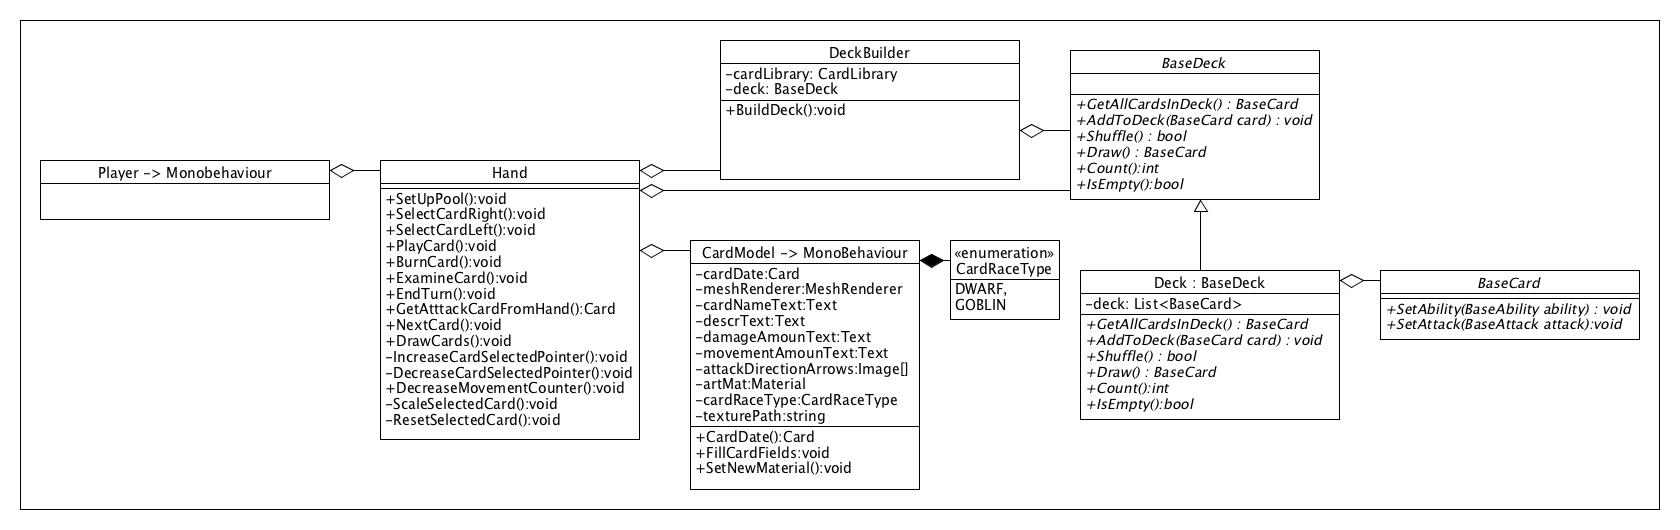 Player -> Monobehaviour
Hand
+SetUpPool():void
+SelectCardRight():void
+SelectCardLeft():void
+PlayCard():void
+BurnCard():void
+ExamineCard():void
+EndTurn():void
+GetAtttackCardFromHand():Card
+NextCard():void
+DrawCards():void
-IncreaseCardSelectedPointer():void
-DecreaseCardSelectedPointer():void
+DecreaseMovementCounter():void
-ScaleSelectedCard():void
-ResetSelectedCard():void
DeckBuilder
-cardLibrary: CardLibrary
-deck: BaseDeck
+BuildDeck():void
CardModel -> MonoBehaviour
-cardDate:Card
-meshRenderer:MeshRenderer
-cardNameText:Text
-descrText:Text
-damageAmounText:Text
-movementAmounText:Text
-attackDirectionArrows:Image[]
-artMat:Material
-cardRaceType:CardRaceType
-texturePath:string
+CardDate():Card
+FillCardFields:void
+SetNewMaterial():void
«enumeration»
CardRaceType
DWARF,
GOBLIN
BaseDeck
+GetAllCardsInDeck() : BaseCard
+AddToDeck(BaseCard card) : void
+Shuffle() : bool
+Draw() : BaseCard
+Count():int
+IsEmpty():bool
Deck : BaseDeck
-deck: List<BaseCard>
+GetAllCardsInDeck() : BaseCard
+AddToDeck(BaseCard card) : void
+Shuffle() : bool
+Draw() : BaseCard
+Count():int
+IsEmpty():bool
BaseCard
+SetAbility(BaseAbility ability) : void
+SetAttack(BaseAttack attack):void